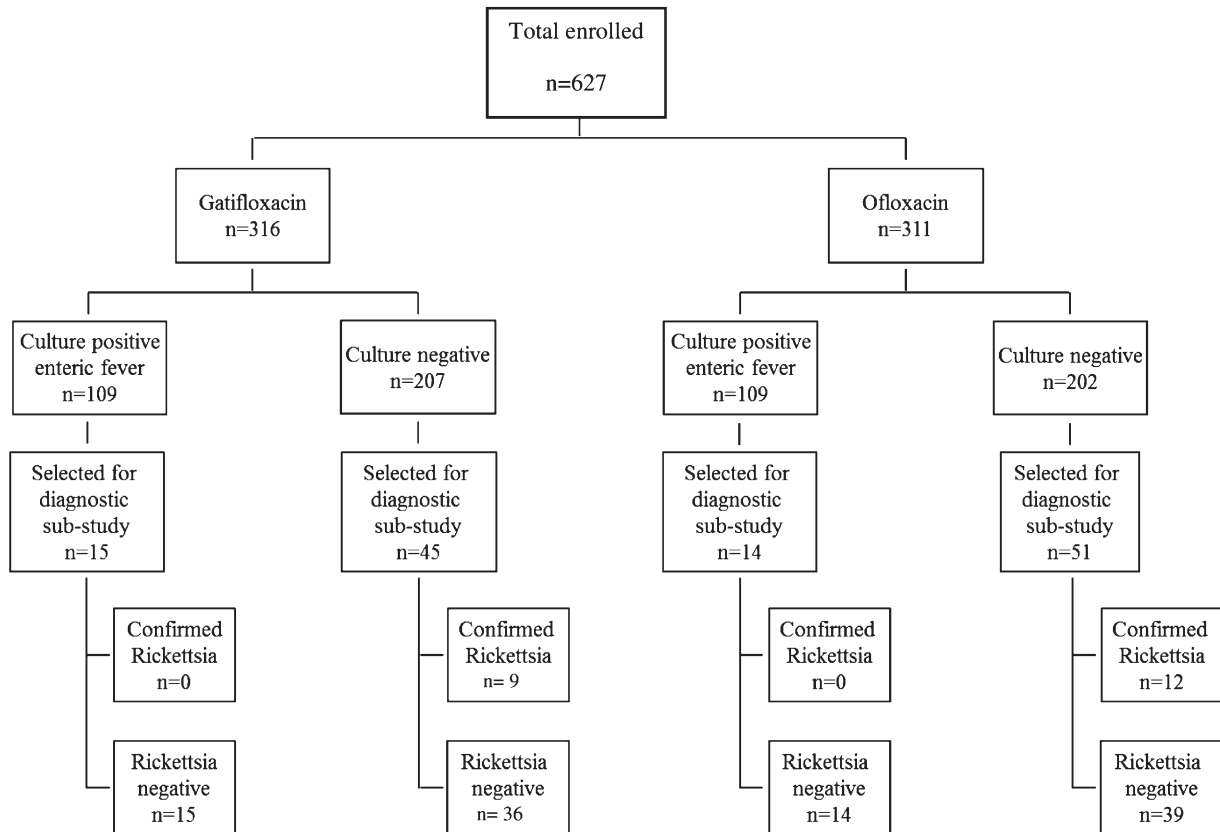 Total enrolled
n=627
Gatifloxacin
n=316
Ofloxacin
n=311
Culture positive
enteric fever
n=109
Culture negative
n=207
Culture positive
enteric fever
n=109
Culture negative
n=202
Selected for
diagnostic
sub-study
n=15
Selected for
diagnostic
sub-study
n=45
Selected for
diagnostic
sub-study
n=14
Selected for
diagnostic
sub-study
n=51
Confirmed
Rickettsia
n=0
Confirmed
Rickettsia
n= 9
Confirmed
Rickettsia
n=0
Confirmed
Rickettsia
n=12
Rickettsia
negative
n=15
Rickettsia
negative
n= 36
Rickettsia
negative
n=14
Rickettsia
negative
n=39